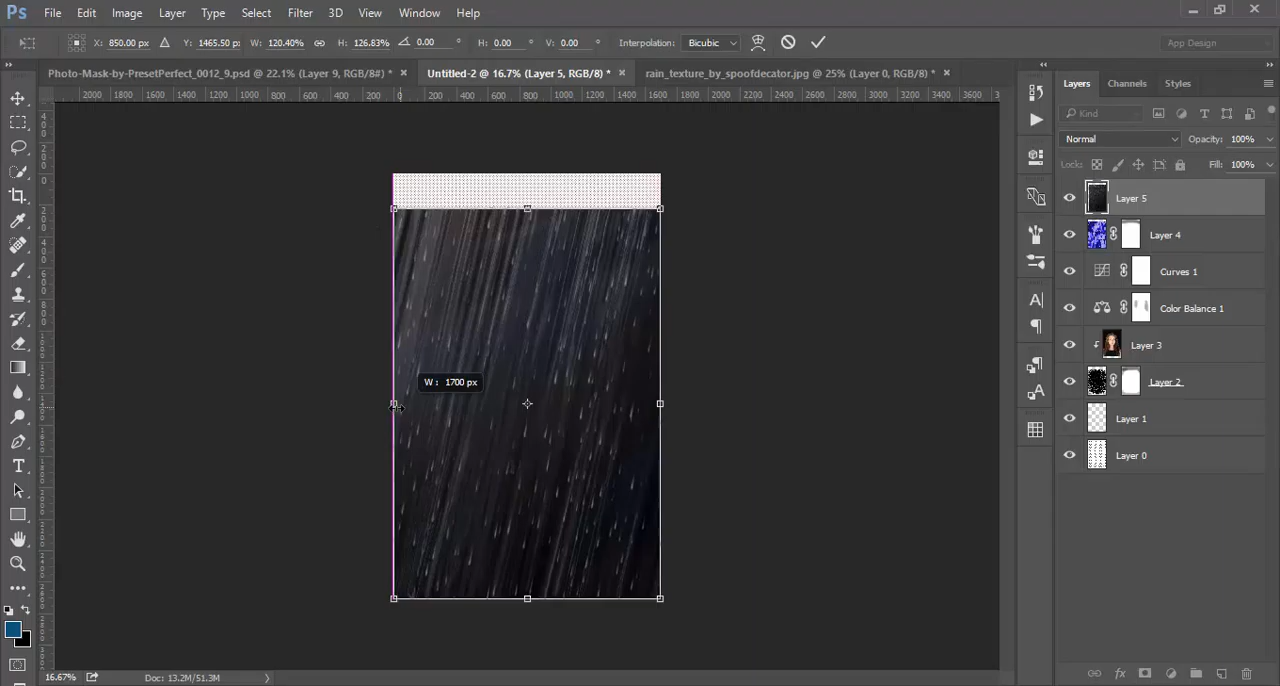 Ps File Edit Image Layer Type Select Filter 3D View Window Help
X: 850.00 px Y: 1465.50 px W: 120.40% H: 126.83% 0.00 ° H: 0.00 ° V: 0.00 ° Interpolation: Bicubic App Design
Photo-Mask-by-PresetPerfect_0012_9.psd @ 22.1% (Layer 9, RGB/8#) * × Untitled-2 @ 16.7% (Layer 5, RGB/8) * × rain_texture_by_spoofdecator.jpg @ 25% (Layer 0, RGB/8) * ×
Layers Channels Styles
2000 1800 1600 1400 1200 1000 800 600 400 200 0 200 400 600 800 1000 1200 1400 1600 1800 2000 2200 2400 2600 2800 3000 3200 3400 3600
Kind
Normal Opacity: 100%
Lock: Fill: 100%
Layer 5
Layer 4
Curves 1
Color Balance 1
Layer 3
W : 1700 px
Layer 2
Layer 1
Layer 0
16.67% Doc: 13.2M/51.3M